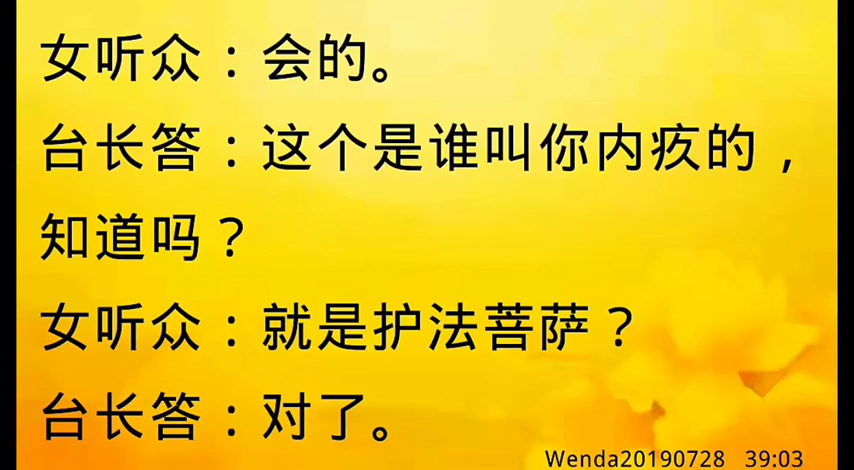 女听众：会的。
台长答：这个是谁叫你内疚的，
知道吗？
女听众：就是护法菩萨？
台长答：对了。
Wenda20190728 39:03